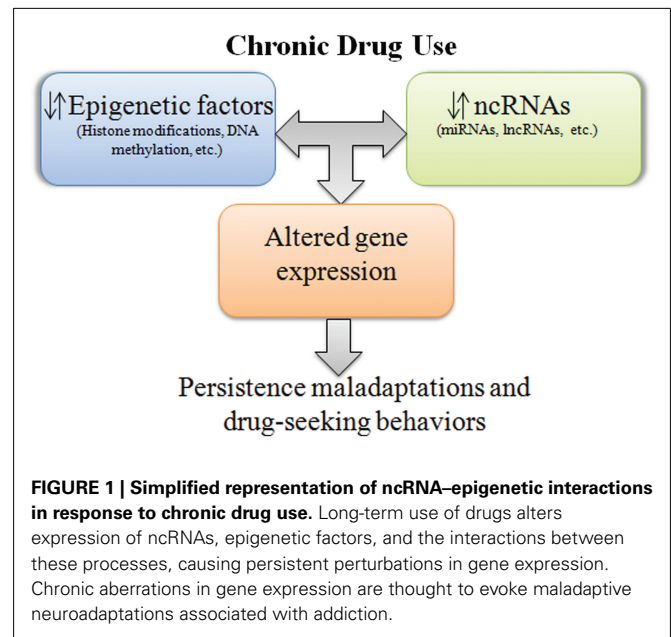 Chronic Drug Use
↓↑ Epigenetic factors
(Histone modifications, DNA
methylation, etc.)
↓↑ ncRNAs
(miRNAs, lncRNAs, etc.)
Altered gene
expression
Persistence maladaptations and
drug-seeking behaviors
FIGURE 1 | Simplified representation of ncRNA–epigenetic interactions
in response to chronic drug use. Long-term use of drugs alters
expression of ncRNAs, epigenetic factors, and the interactions between
these processes, causing persistent perturbations in gene expression.
Chronic aberrations in gene expression are thought to evoke maladaptive
neuroadaptations associated with addiction.